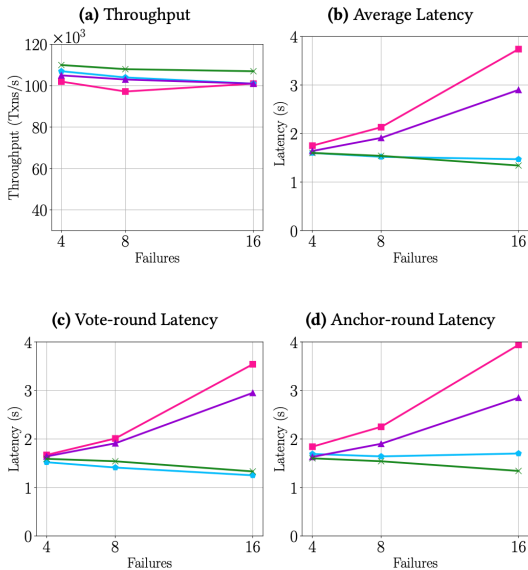 (a) Throughput
×10³
120
100
80
60
40
Throughput (Txns/s)
4 8 16
Failures
(b) Average Latency
4
3
2
1
0
Latency (s)
4 8 16
Failures
(c) Vote-round Latency
4
3
2
1
0
Latency (s)
4 8 16
Failures
(d) Anchor-round Latency
4
3
2
1
0
Latency (s)
4 8 16
Failures